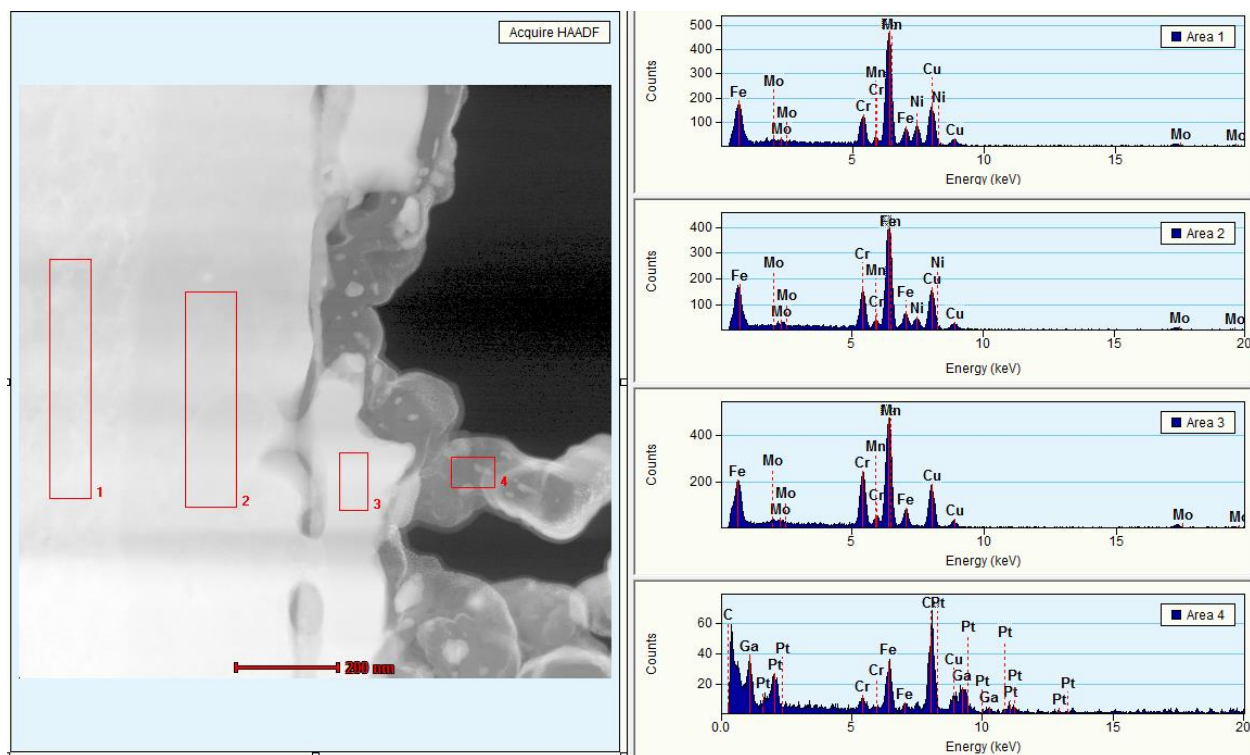 Acquire HAADF
1
2
3
4
200 nm
Area 1
Counts
500
400
300
200
100
Fe
Mo
Mo
Mo
Cr
Mn
Cr
Mn
Fe
Ni
Cu
Ni
Cu
Mo
Mo
5
10
15
20
Energy (keV)
Area 2
Counts
400
300
200
100
Fe
Mo
Mo
Mo
Cr
Mn
Cr
Fe
Ni
Cu
Ni
Cu
Mo
Mo
5
10
15
20
Energy (keV)
Area 3
Counts
400
200
Fe
Mo
Mo
Mo
Cr
Mn
Cr
Mn
Fe
Cu
Cu
Mo
Mo
5
10
15
20
Energy (keV)
Area 4
Counts
60
40
20
C
Ga
Pt
Pt
Pt
Cr
Cr
Fe
Fe
Pt
Cu
Ga
Pt
Pt
Ga
Pt
Pt
Pt
Pt
Pt
0.0
5
10
15
20
Energy (keV)